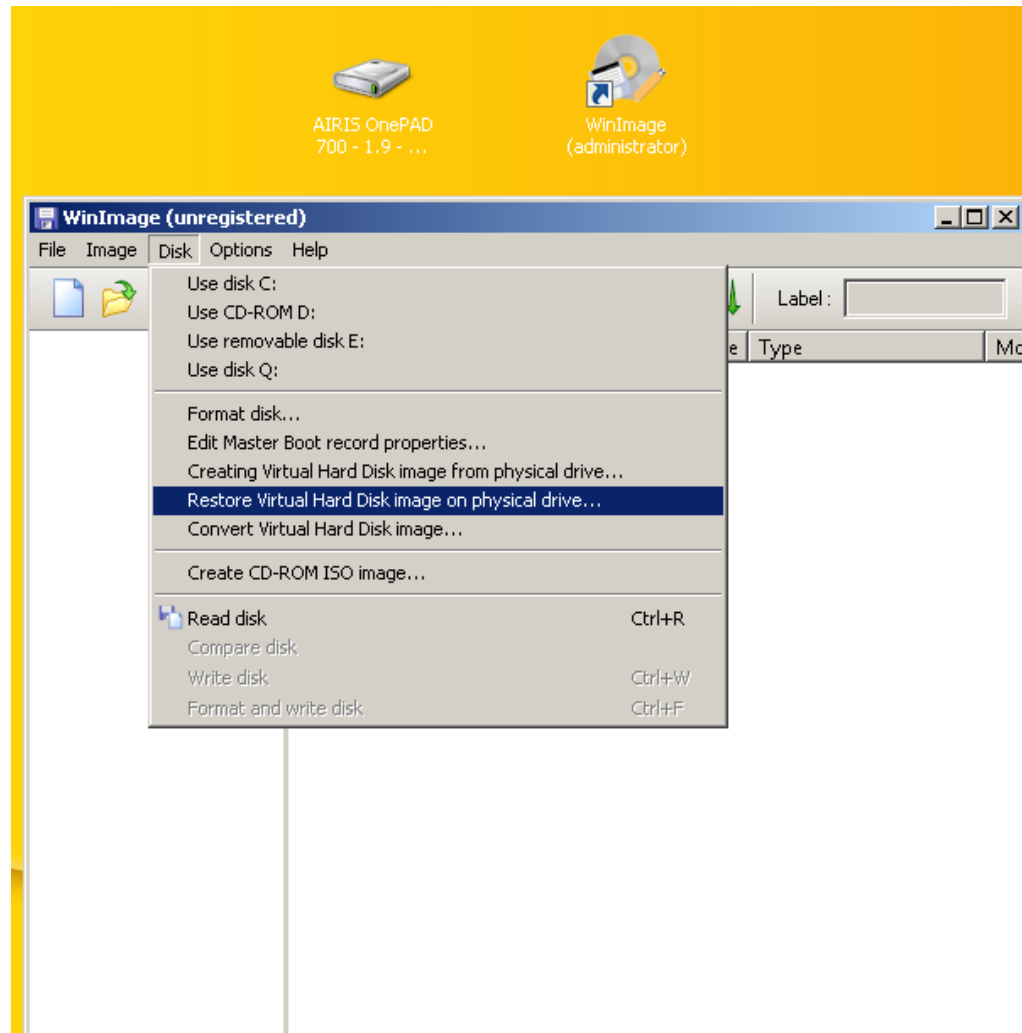 AIRIS OnePAD
700 - 1.9 - ...
WinImage
(administrator)
WinImage (unregistered)
File Image Disk Options Help
Use disk C:
Use CD-ROM D:
Use removable disk E:
Use disk Q:
Format disk...
Edit Master Boot record properties...
Creating Virtual Hard Disk image from physical drive...
Restore Virtual Hard Disk image on physical drive...
Convert Virtual Hard Disk image...
Create CD-ROM ISO image...
Read disk Ctrl+R
Compare disk
Write disk Ctrl+W
Format and write disk Ctrl+F
Label :
e Type Mo